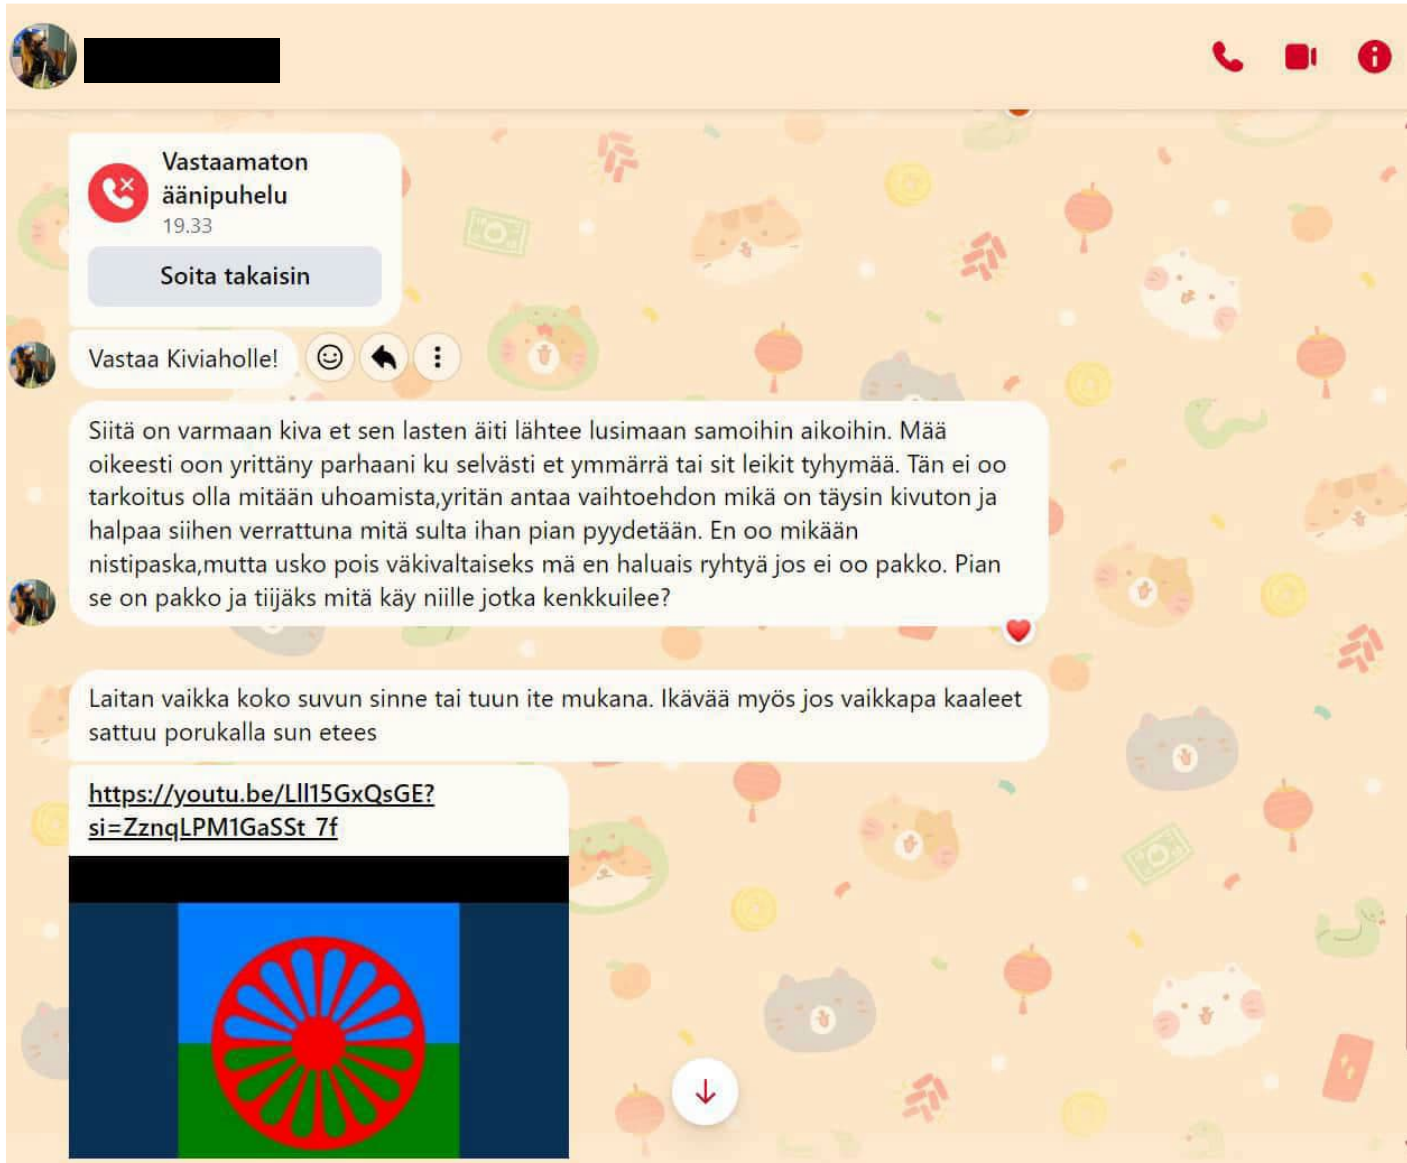 Vastaamaton
äänipuhelu
19.33
Soita takaisin
Vastaa Kiviaholle!
Siitä on varmaan kiva et sen lasten äiti lähtee lusimaan samoihin aikoihin. Mää
oikeesti oon yrittäny parhaani ku selvästi et ymmärrä tai sit leikit tyhymää. Tän ei oo
tarkoitus olla mitään uhoamista,yritän antaa vaihtoehdon mikä on täysin kivuton ja
halpaa siihen verrattuna mitä sulta ihan pian pyydetään. En oo mikään
nistipaska,mutta usko pois väkivaltaiseks mä en haluais ryhtyä jos ei oo pakko. Pian
se on pakko ja tiijäks mitä käy niille jotka kenkkuilee?
Laitan vaikka koko suvun sinne tai tuun ite mukana. Ikävää myös jos vaikkapa kaaleet
sattuu porukalla sun etees
https://youtu.be/Lll15GxQsGE?
si=ZznqLPM1GaSSt_7f